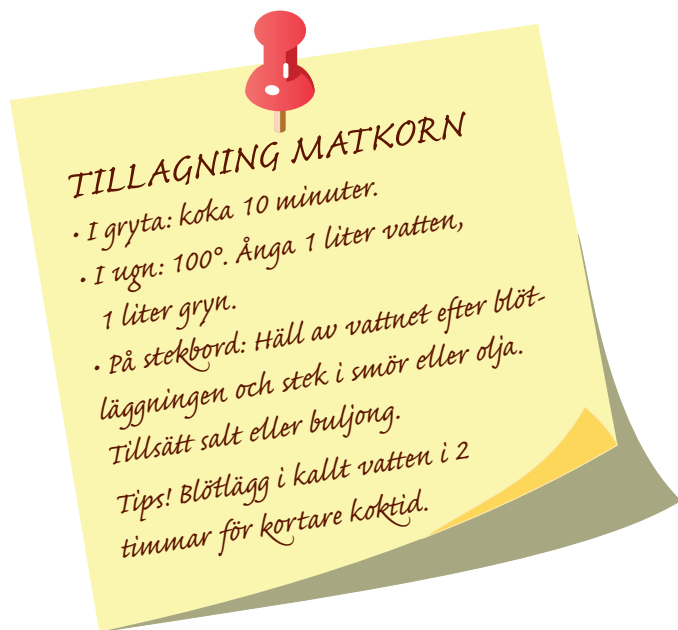 TILLAGNING MATKORN
• I gryta: koka 10 minuter.
• I ugn: 100°. Ånga 1 liter vatten,
1 liter gryn.
• På stekbord: Häll av vattnet efter blöt-
läggningen och stek i smör eller olja.
Tillsätt salt eller buljong.
Tips! Blötlägg i kallt vatten i 2
timmar för kortare koktid.